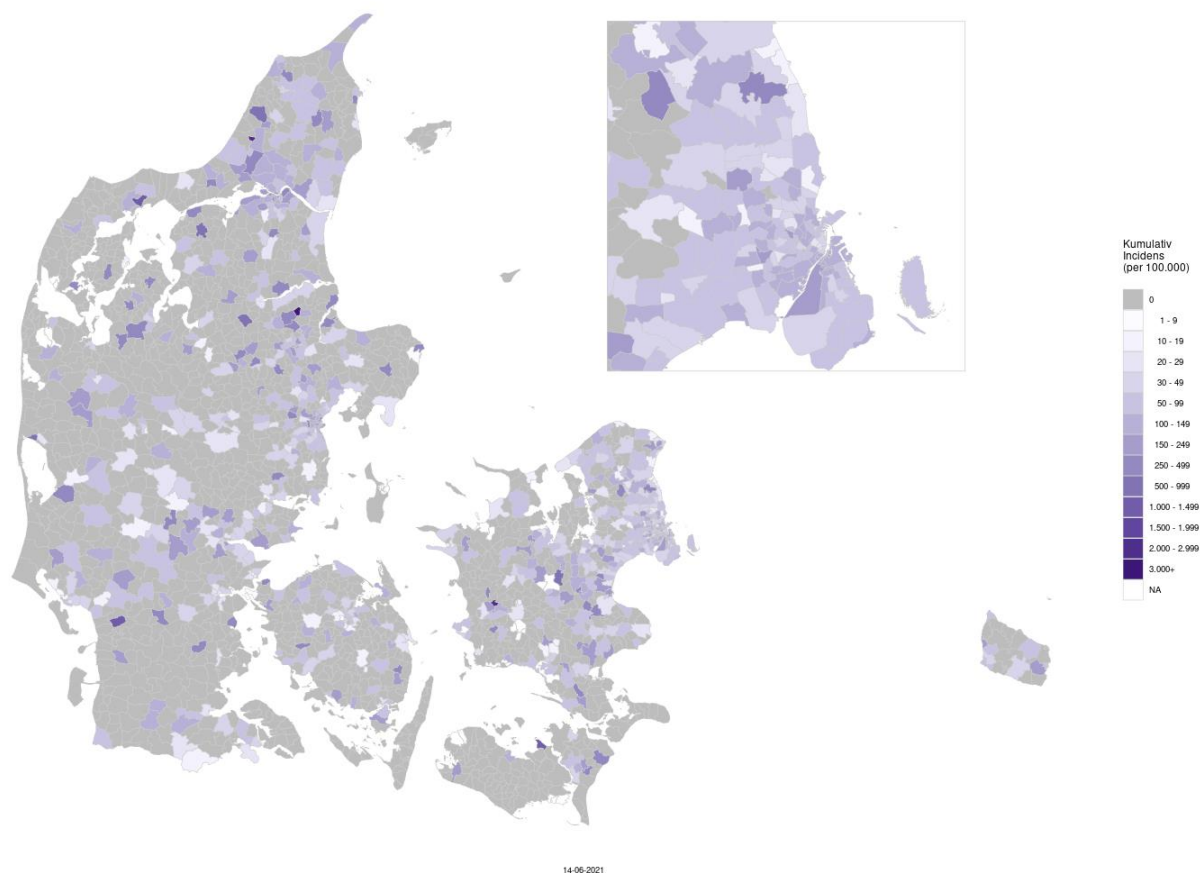 Kumulativ
Incidens
(per 100.000)
0
1 - 9
10 - 19
20 - 29
30 - 49
50 - 99
100 - 149
150 - 249
250 - 499
500 - 999
1.000 - 1.499
1.500 - 1.999
2.000 - 2.999
3.000+
NA
14-06-2021